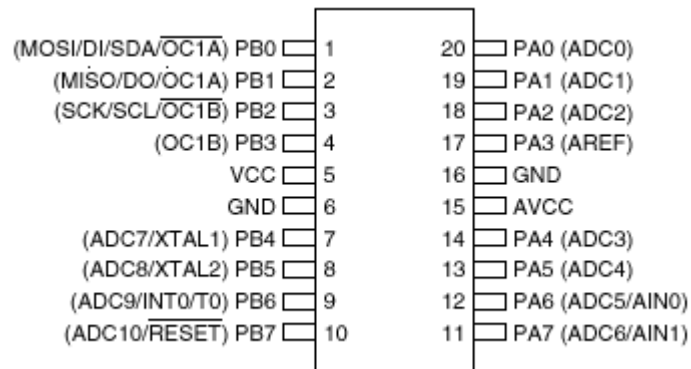 (MOSI/DI/SDA/O̅C̅1̅A̅) PB0 1 20 PA0 (ADC0)
(MISO/DO/OC1A) PB1 2 19 PA1 (ADC1)
(SCK/SCL/O̅C̅1̅B̅) PB2 3 18 PA2 (ADC2)
(OC1B) PB3 4 17 PA3 (AREF)
VCC 5 16 GND
GND 6 15 AVCC
(ADC7/XTAL1) PB4 7 14 PA4 (ADC3)
(ADC8/XTAL2) PB5 8 13 PA5 (ADC4)
(ADC9/INT0/T0) PB6 9 12 PA6 (ADC5/AIN0)
(ADC10/R̅E̅S̅E̅T̅) PB7 10 11 PA7 (ADC6/AIN1)